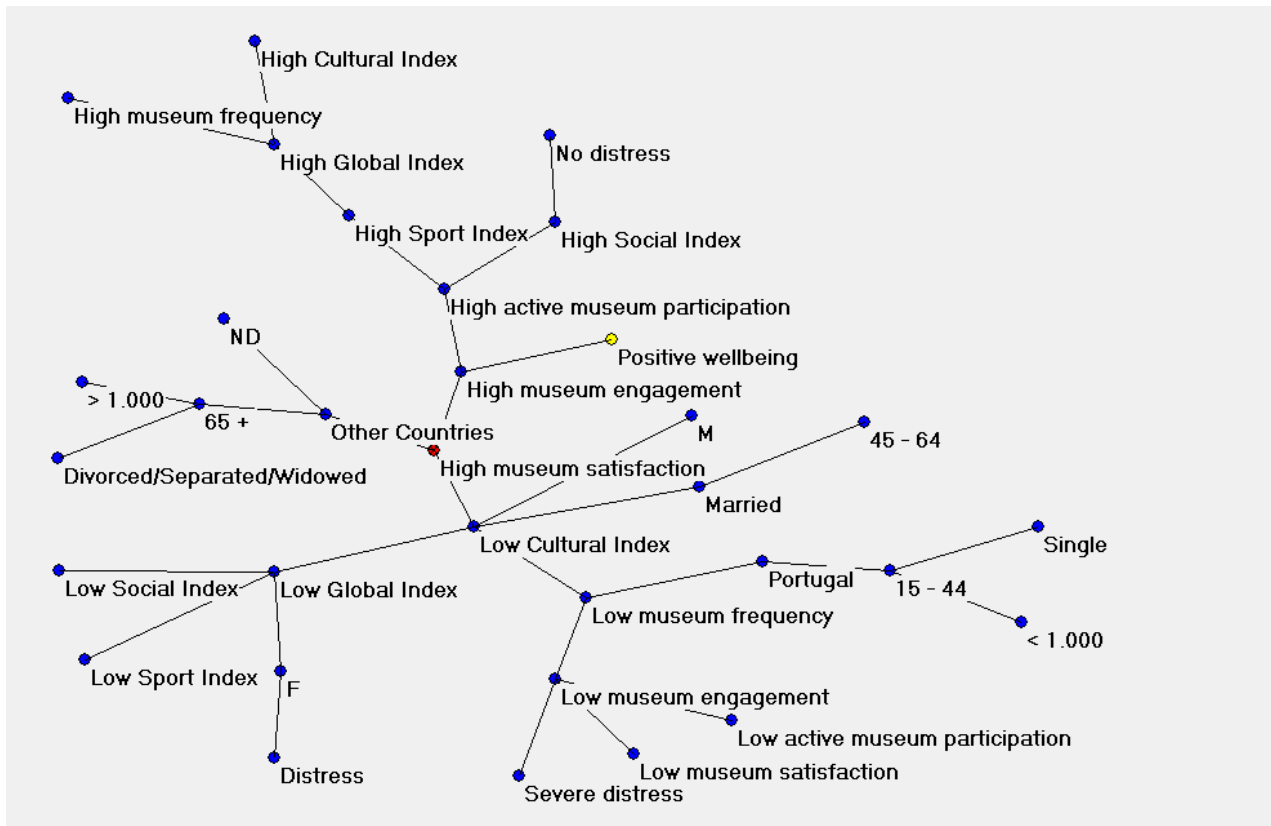 High Cultural Index
High museum frequency
No distress
High Global Index
High Sport Index
High Social Index
High active museum participation
ND
Positive wellbeing
High museum engagement
> 1.000
65 +
Other Countries
M
45 - 64
High museum satisfaction
Divorced/Separated/Widowed
Married
Low Cultural Index
Single
Portugal
Low Social Index
Low Global Index
15 - 44
Low museum frequency
< 1.000
Low Sport Index
F
Low museum engagement
Low active museum participation
Distress
Low museum satisfaction
Severe distress